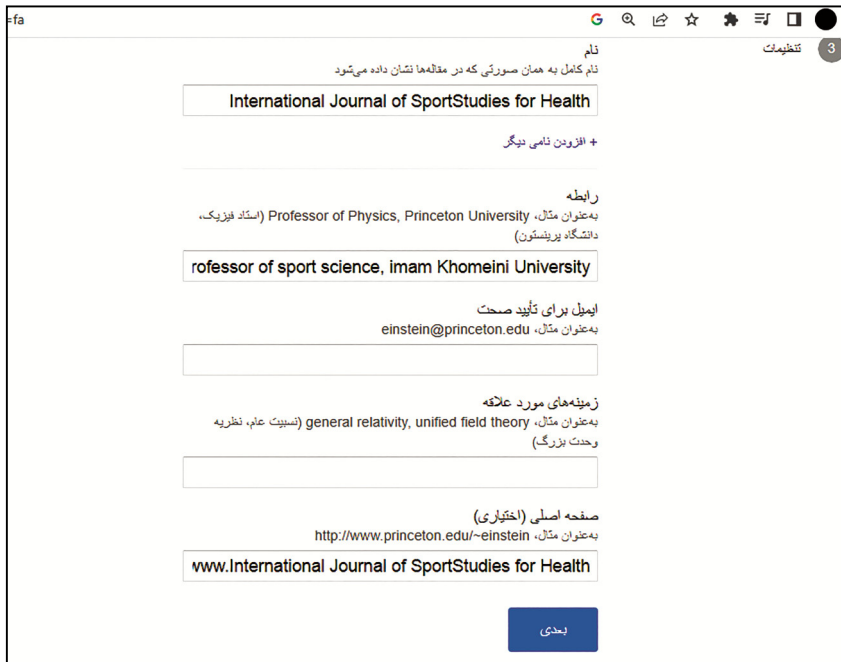 =fa
3 تنظیمات
نام
نام کامل به همان صورتی که در مقاله‌ها نشان داده می‌شود
International Journal of SportStudies for Health
+ افزودن نامی دیگر
رابطه
به‌عنوان مثال، Professor of Physics, Princeton University (استاد فیزیک،
دانشگاه پرینستون)
rofessor of sport science, imam Khomeini University
ایمیل برای تأیید صحت
به‌عنوان مثال، einstein@princeton.edu
زمینه‌های مورد علاقه
به‌عنوان مثال، general relativity, unified field theory (نسبیت عام، نظریه
وحدت بزرگ)
صفحه اصلی (اختیاری)
به‌عنوان مثال، http://www.princeton.edu/~einstein
www.International Journal of SportStudies for Health
بعدی